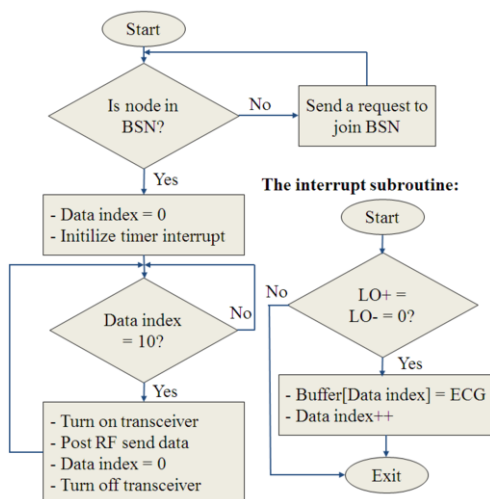 Start
Is node in
BSN?
No
Send a request to
join BSN
Yes
- Data index = 0
- Initilize timer interrupt
Data index
= 10?
No
Yes
- Turn on transceiver
- Post RF send data
- Data index = 0
- Turn off transceiver
The interrupt subroutine:
Start
LO+ =
LO- = 0?
No
Yes
- Buffer[Data index] = ECG
- Data index++
Exit